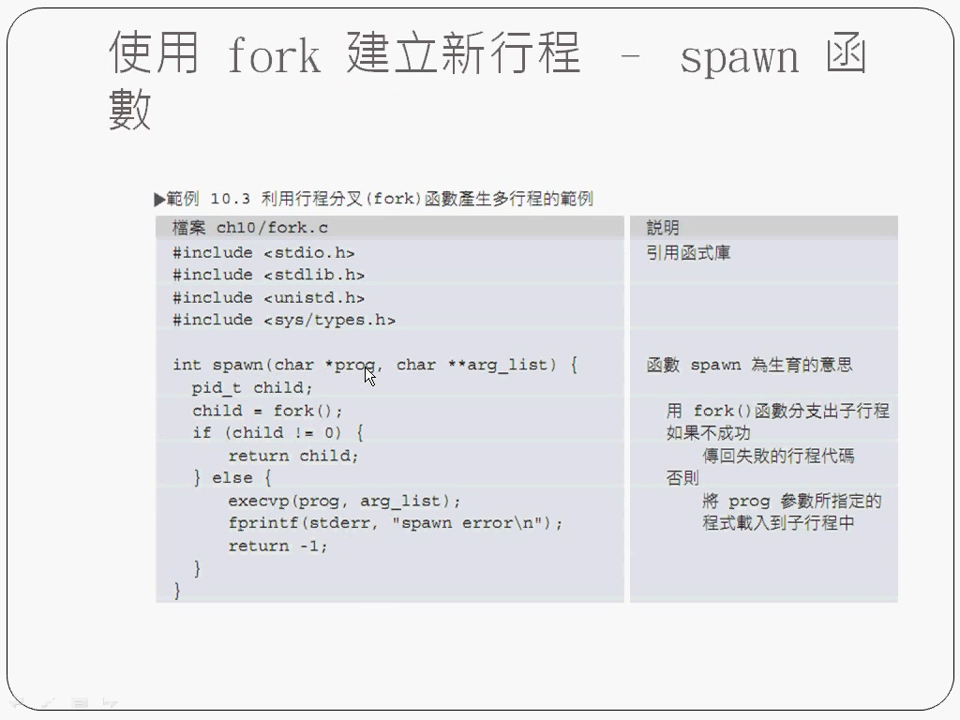 使用 fork 建立新行程 – spawn 函
數
▶範例 10.3 利用行程分叉(fork)函數產生多行程的範例
檔案 ch10/fork.c 說明
#include <stdio.h> 引用函式庫
#include <stdlib.h>
#include <unistd.h>
#include <sys/types.h>
int spawn(char *prog, char **arg_list) { 函數 spawn 為生育的意思
pid_t child;
child = fork(); 用 fork()函數分支出子行程
if (child != 0) { 如果不成功
return child; 傳回失敗的行程代碼
} else { 否則
execvp(prog, arg_list); 將 prog 參數所指定的
fprintf(stderr, "spawn error\n"); 程式載入到子行程中
return -1;
}
}